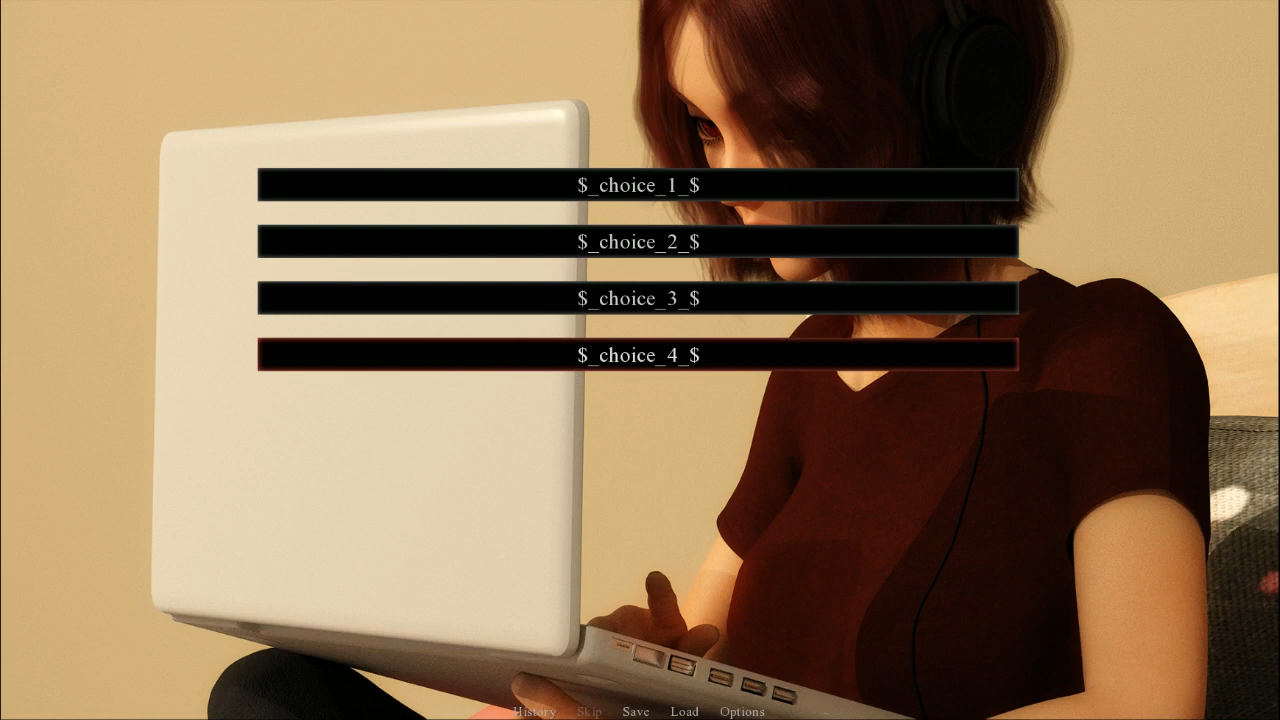 $_choice_1_$
$_choice_2_$
$_choice_3_$
$_choice_4_$
History Skip Save Load Options